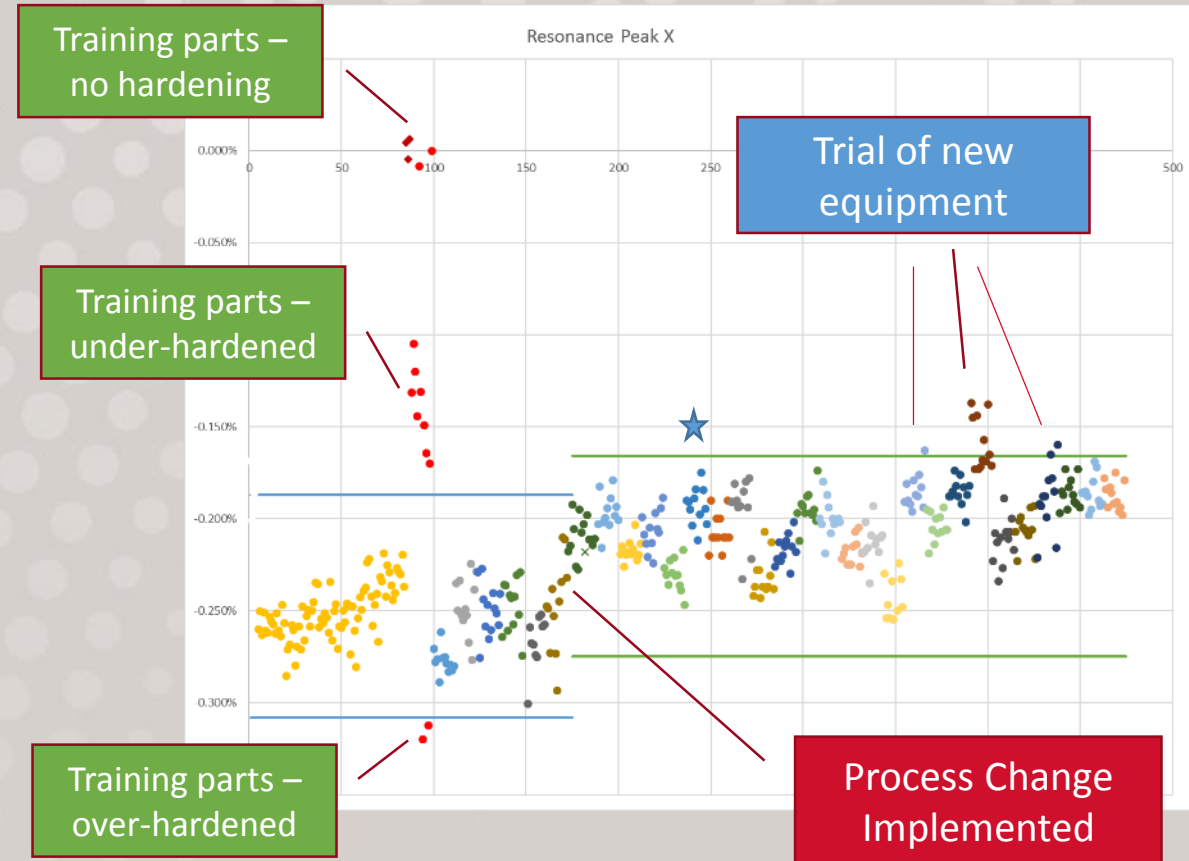 Training parts –
no hardening
Resonance Peak X
Trial of new
equipment
0.000%
0
50
100
150
200
250
500
-0.050%
Training parts –
under-hardened
-0.150%
-0.200%
-0.250%
-0.300%
Training parts –
over-hardened
Process Change
Implemented